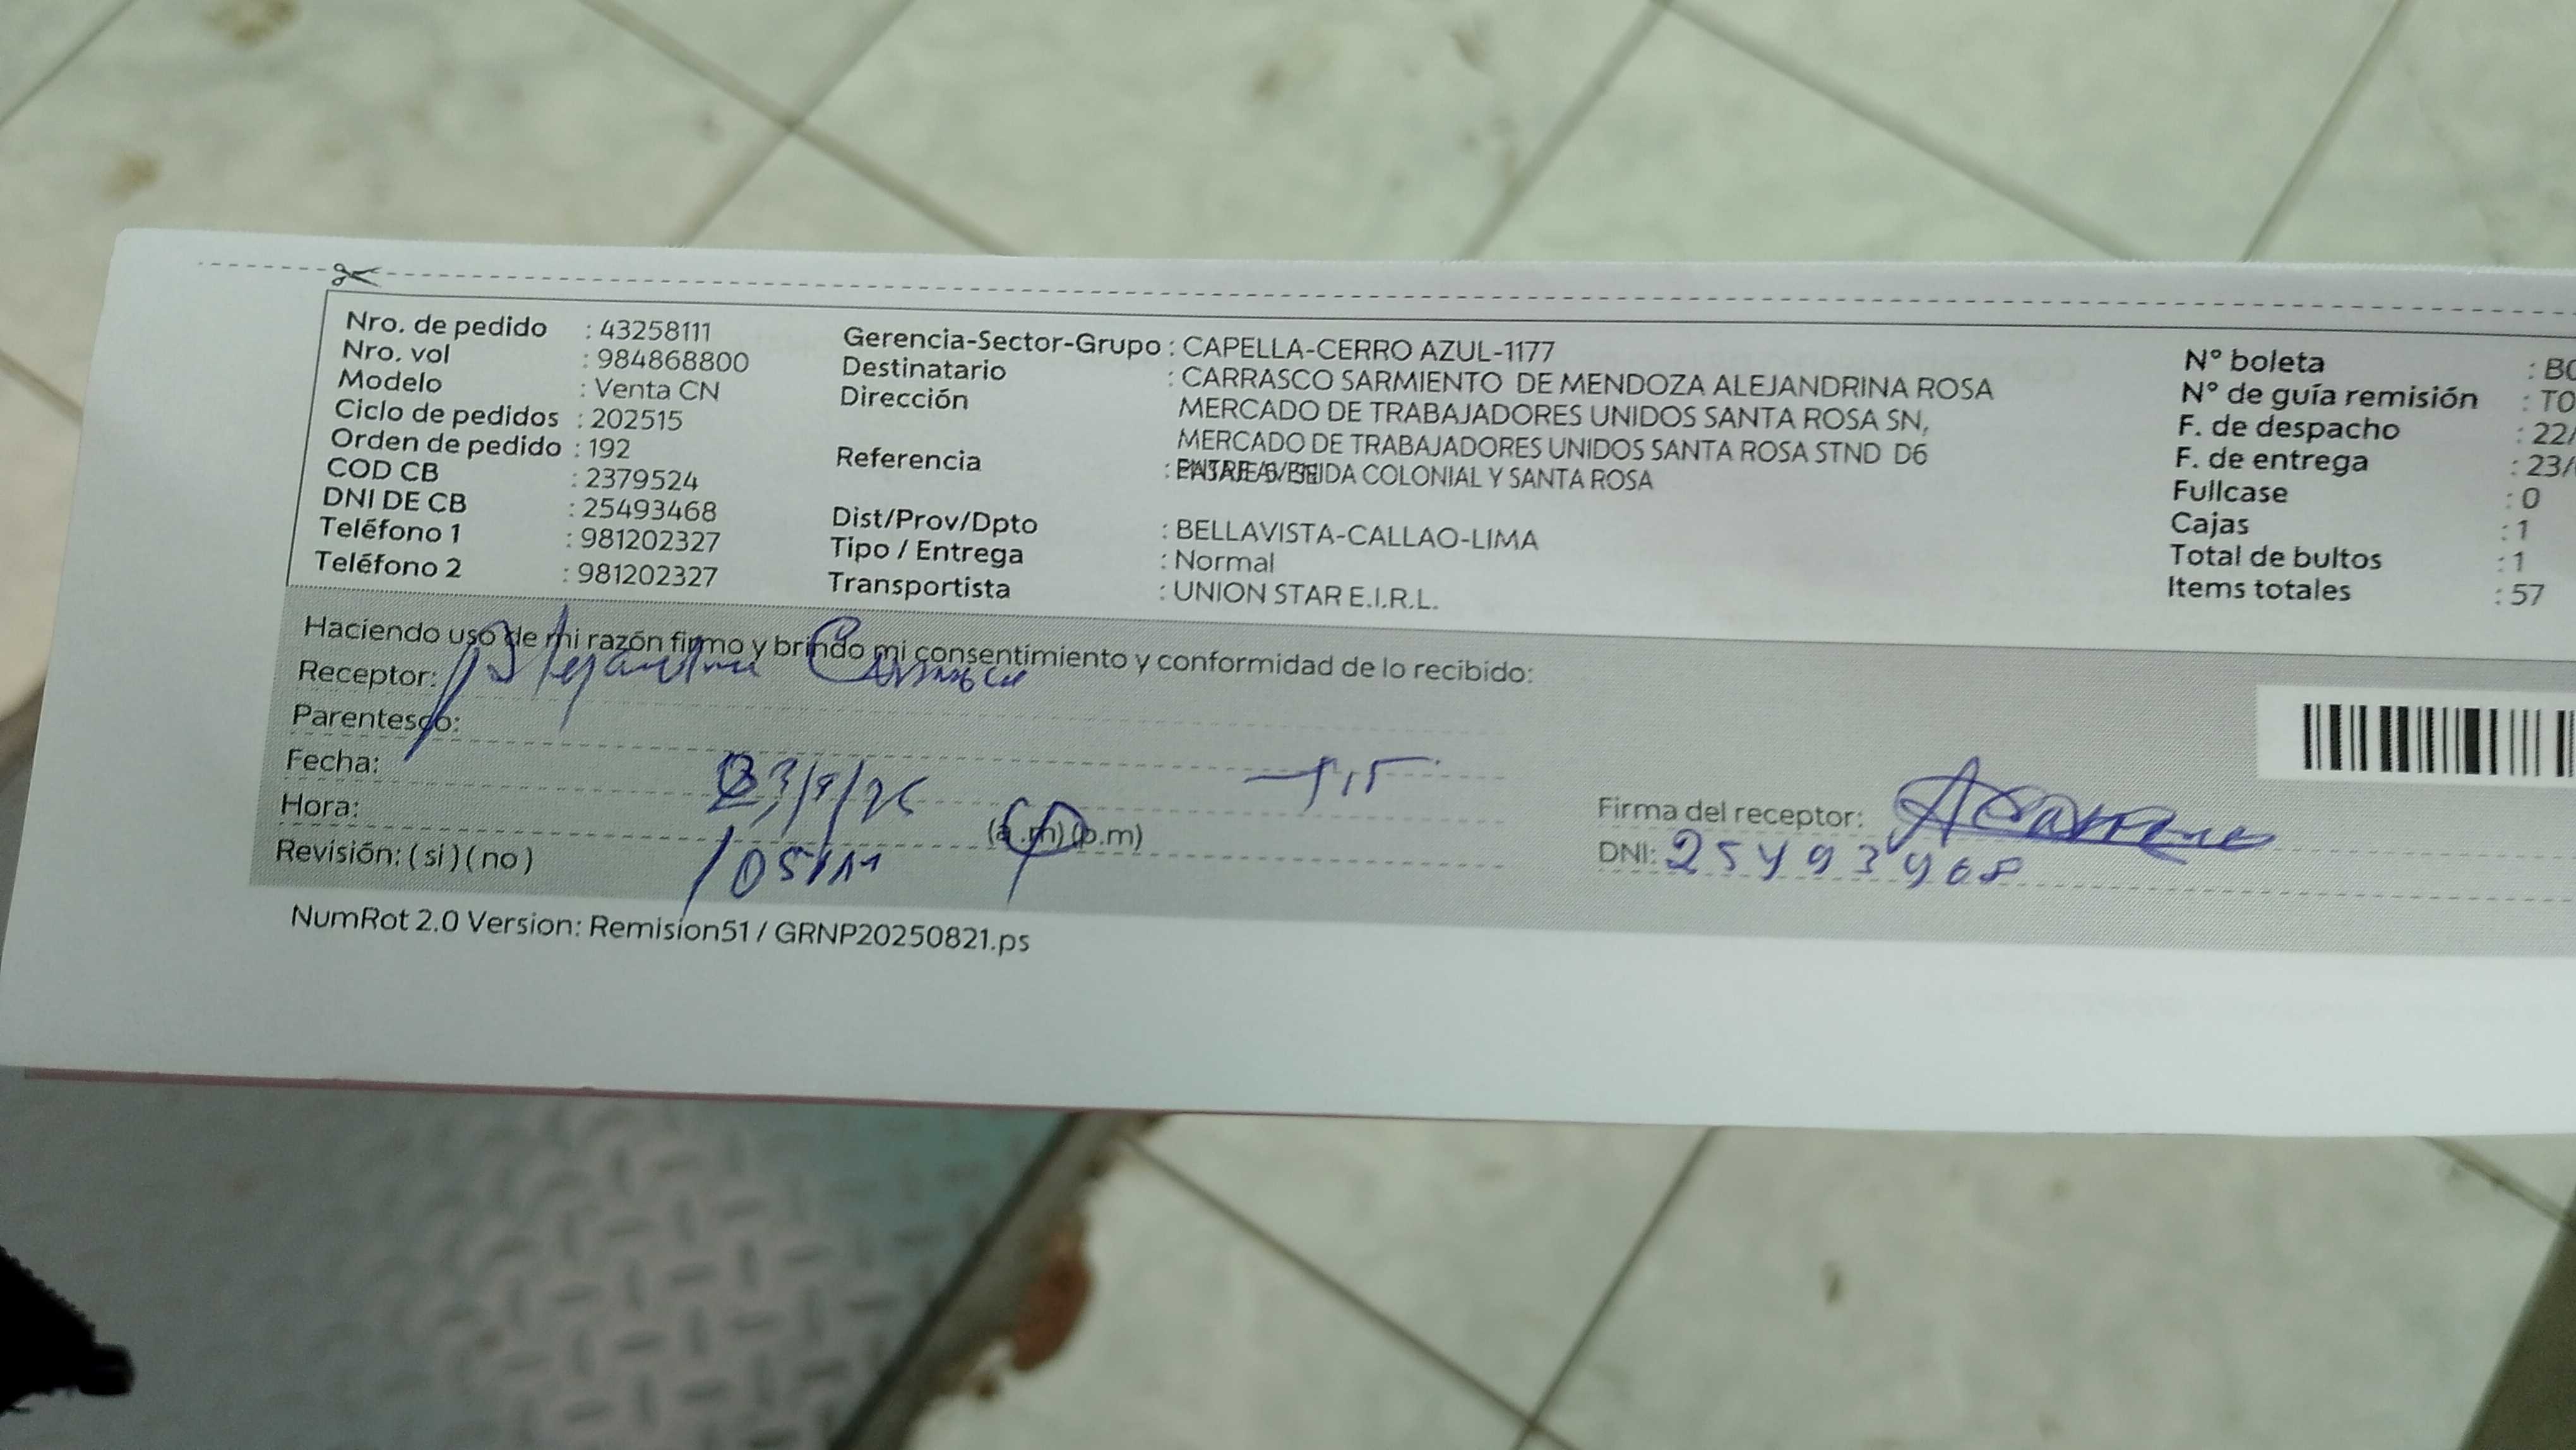 Nro. de pedido : 43258111
Nro. vol : 984868800
Modelo : Venta CN
Ciclo de pedidos : 202515
Orden de pedido : 192
COD CB : 2379524
DNI DE CB : 25493468
Teléfono 1 : 981202327
Teléfono 2 : 981202327
Gerencia-Sector-Grupo : CAPELLA-CERRO AZUL-1177
Destinatario : CARRASCO SARMIENTO DE MENDOZA ALEJANDRINA ROSA
Dirección MERCADO DE TRABAJADORES UNIDOS SANTA ROSA SN,
MERCADO DE TRABAJADORES UNIDOS SANTA ROSA STND D6
Referencia : COLONIAL Y SANTA ROSA
Dist/Prov/Dpto : BELLAVISTA-CALLAO-LIMA
Tipo / Entrega : Normal
Transportista : UNION STAR E.I.R.L.
N° boleta : BO
N° de guía remisión : TO
F. de despacho : 22/
F. de entrega : 23/
Fullcase : 0
Cajas : 1
Total de bultos : 1
Items totales : 57
Haciendo uso de mi razón firmo y brindo mi consentimiento y conformidad de lo recibido:
Receptor: Alejandrina Carrasco
Parentesco:
Fecha:
Hora: (a.m) (p.m)
Revisión: ( si ) ( no )
Firma del receptor:
DNI:
NumRot 2.0 Version: Remision51 / GRNP20250821.ps